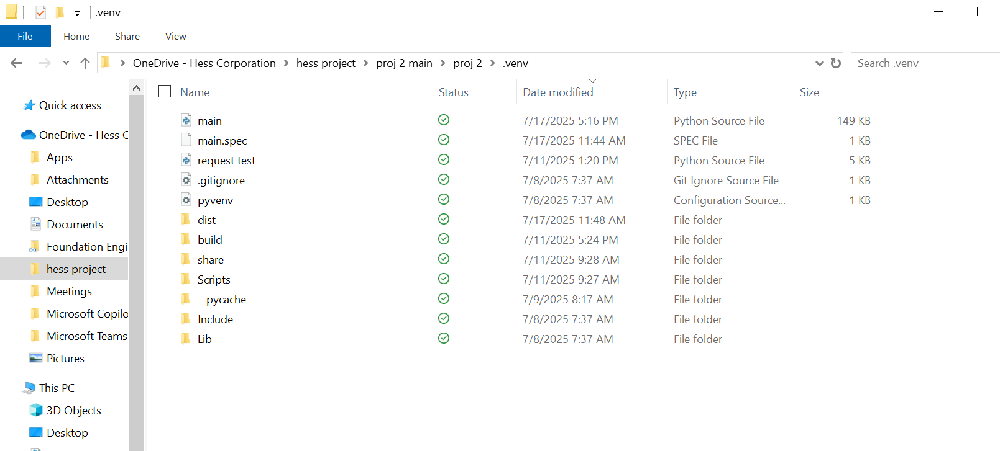 .venv
File Home Share View
OneDrive - Hess Corporation hess project proj 2 main proj 2 .venv Search .venv
Quick access
OneDrive - Hess C
Apps
Attachments
Desktop
Documents
Foundation Engi
hess project
Meetings
Microsoft Copilo
Microsoft Teams
Pictures
This PC
3D Objects
Desktop
Name Status Date modified Type Size
main 7/17/2025 5:16 PM Python Source File 149 KB
main.spec 7/17/2025 11:44 AM SPEC File 1 KB
request test 7/11/2025 1:20 PM Python Source File 5 KB
.gitignore 7/8/2025 7:37 AM Git Ignore Source File 1 KB
pyvenv 7/8/2025 7:37 AM Configuration Source... 1 KB
dist 7/17/2025 11:48 AM File folder
build 7/11/2025 5:24 PM File folder
share 7/11/2025 9:28 AM File folder
Scripts 7/11/2025 9:27 AM File folder
__pycache__ 7/9/2025 8:17 AM File folder
Include 7/8/2025 7:37 AM File folder
Lib 7/8/2025 7:37 AM File folder